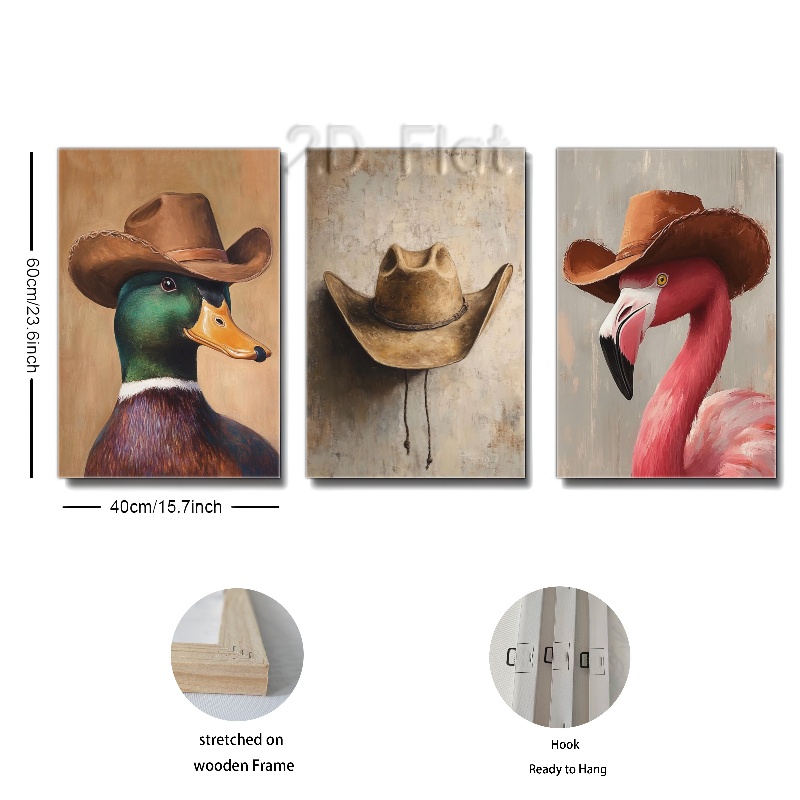 2D Flat
60cm/23.6inch
40cm/15.7inch
stretched on
wooden Frame
Hook
Ready to Hang